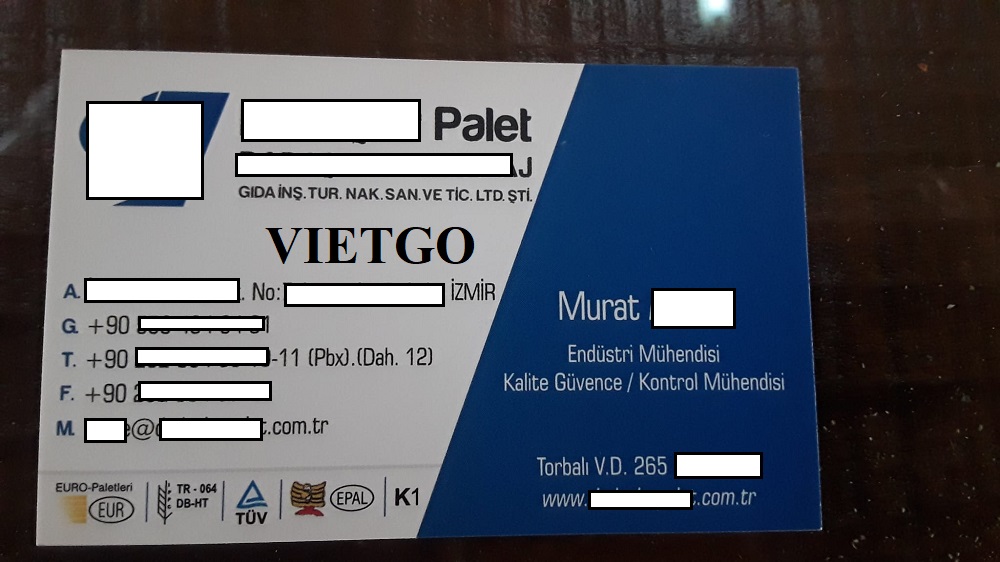 Palet
AJ
GIDA İNŞ. TUR. NAK. SAN. VE TİC. LTD. ŞTİ.
VIETGO
A. . No: İZMİR
G. +90
T. +90 -11 (Pbx).(Dah. 12)
F. +90
M. e@ .com.tr
Murat
Endüstri Mühendisi
Kalite Güvence / Kontrol Mühendisi
Torbalı V.D. 265
www. .com.tr
EURO-Paletleri
EUR
TR - 064
DB-HT
TÜV
EPAL
K1